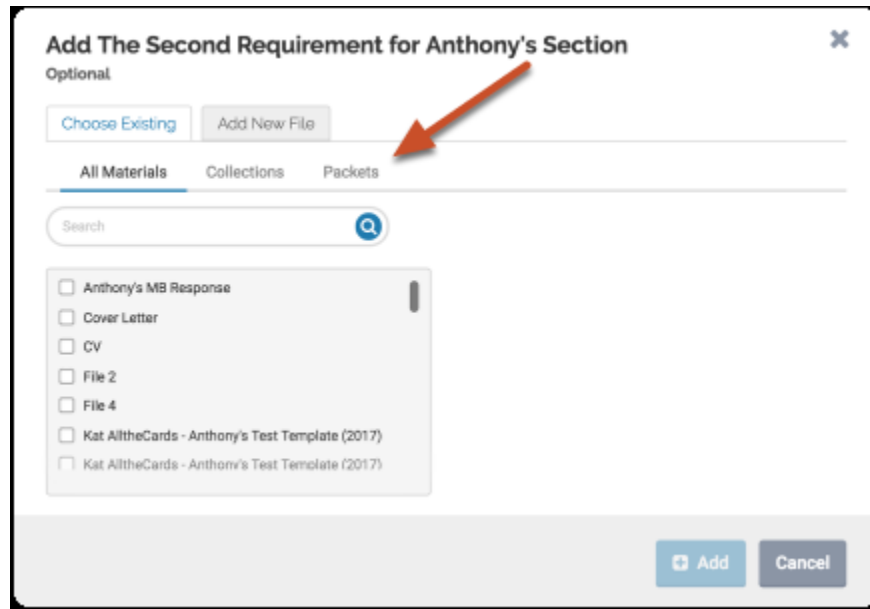 Add The Second Requirement for Anthony's Section
Optional
Choose Existing Add New File
All Materials Collections Packets
Search
Anthony's MB Response
Cover Letter
CV
File 2
File 4
Kat AlltheCards - Anthony's Test Template (2017)
Kat AlltheCards - Anthony's Test Template (2017)
Add Cancel